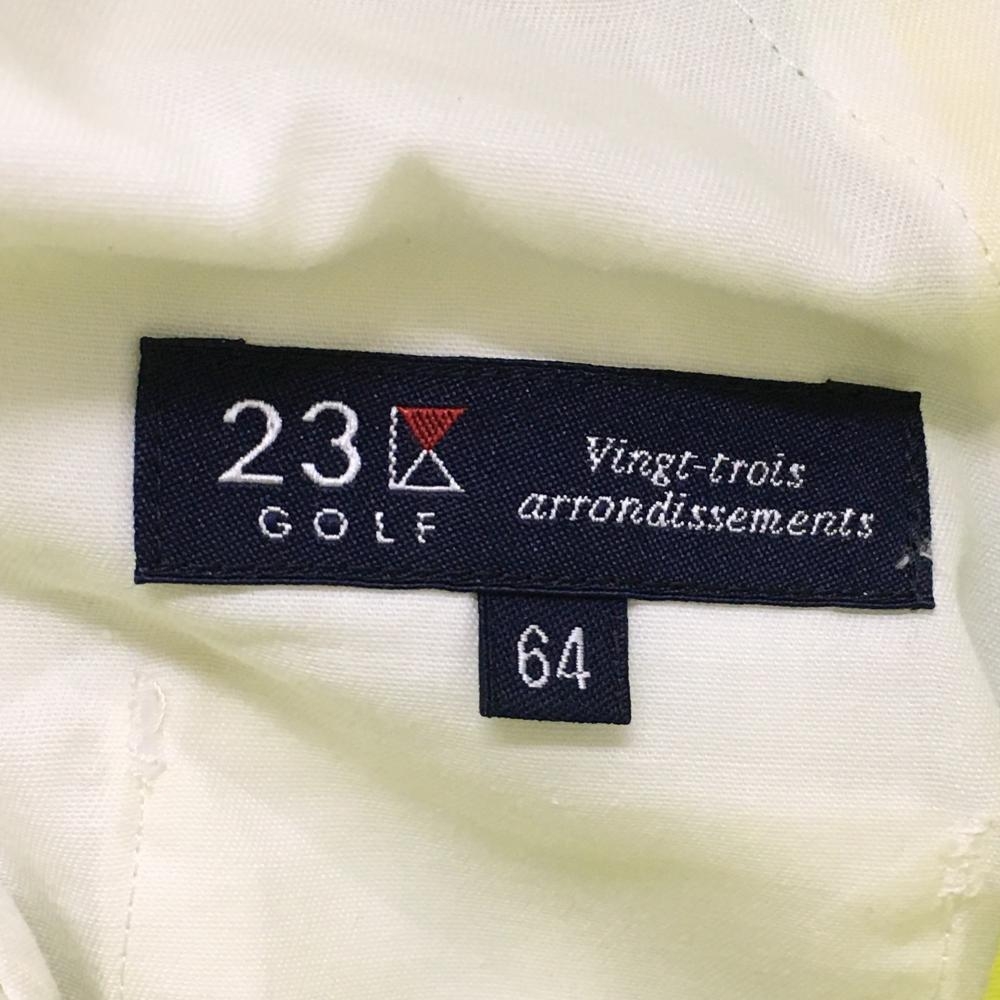 23
GOLF
Vingt-trois
arrondissements
64